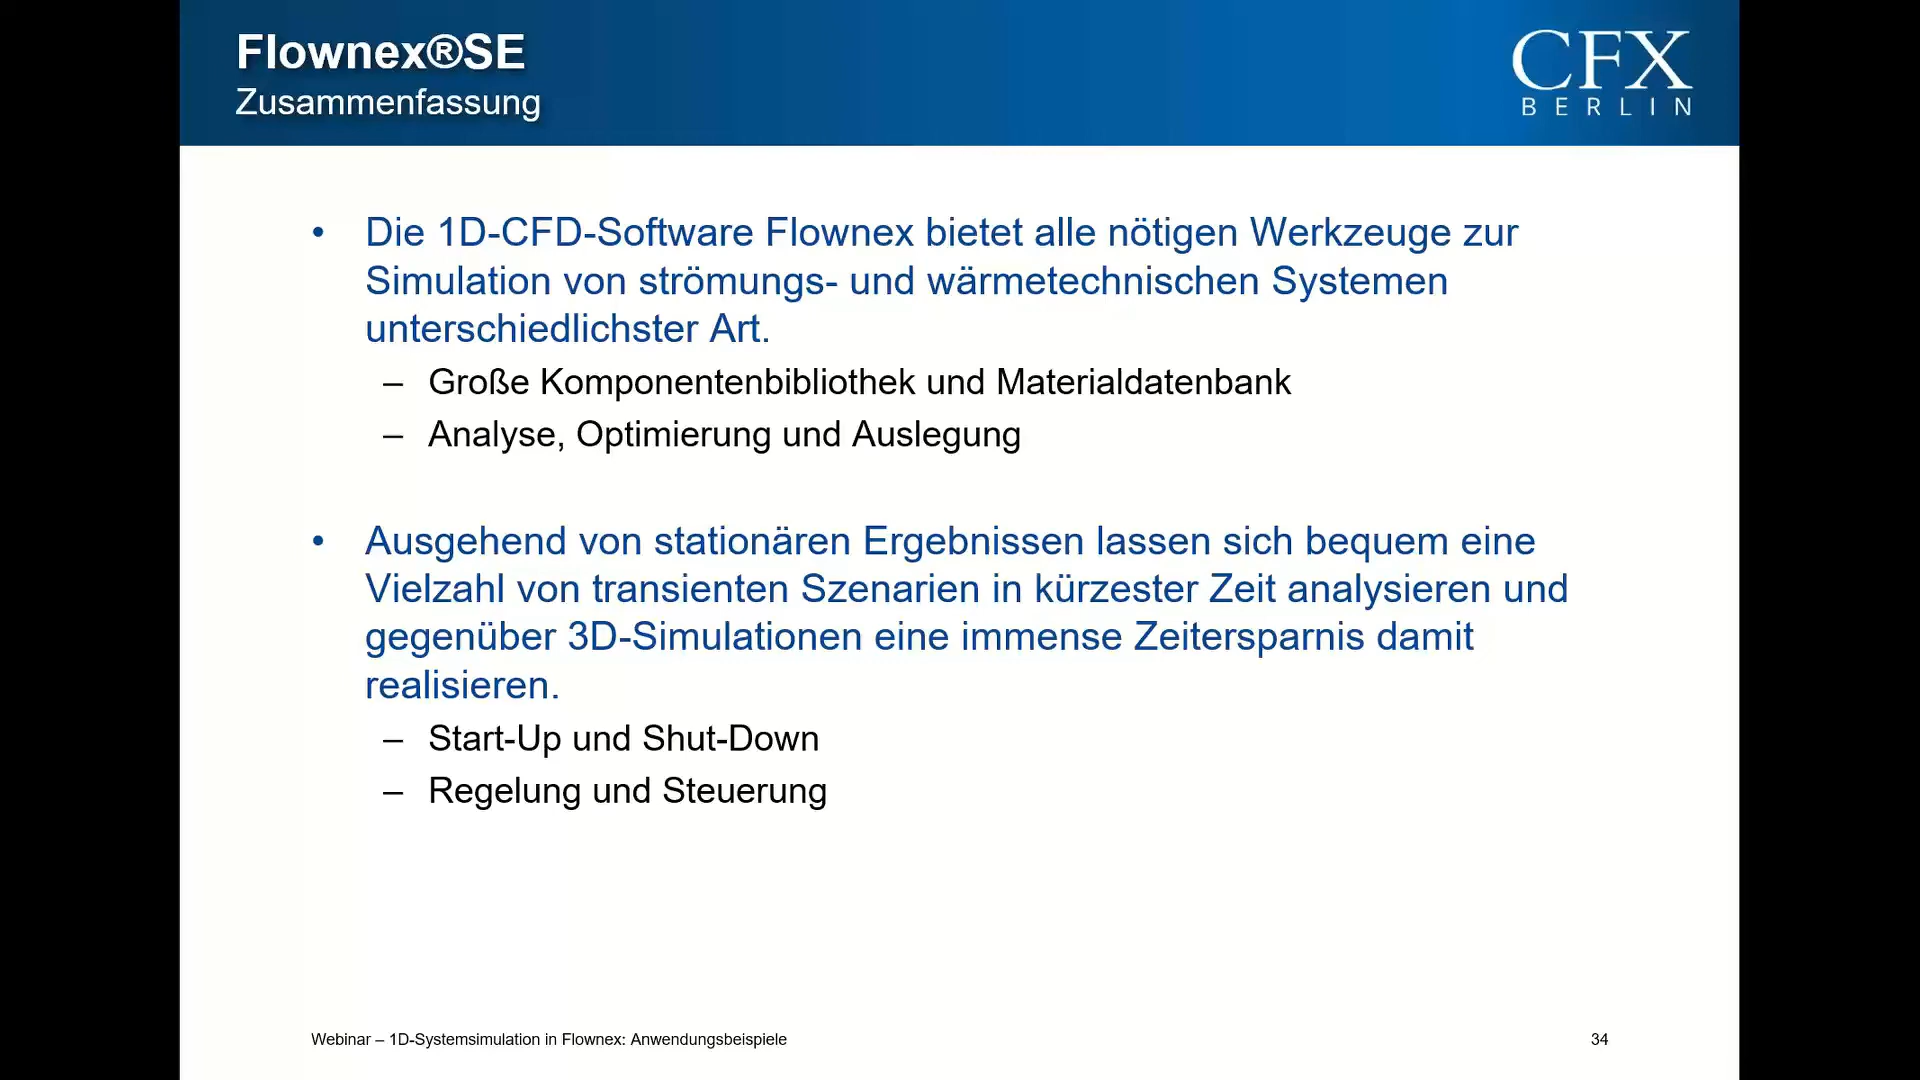 Flownex®SE
Zusammenfassung
CFX
BERLIN
• Die 1D-CFD-Software Flownex bietet alle nötigen Werkzeuge zur
Simulation von strömungs- und wärmetechnischen Systemen
unterschiedlichster Art.
– Große Komponentenbibliothek und Materialdatenbank
– Analyse, Optimierung und Auslegung
• Ausgehend von stationären Ergebnissen lassen sich bequem eine
Vielzahl von transienten Szenarien in kürzester Zeit analysieren und
gegenüber 3D-Simulationen eine immense Zeitersparnis damit
realisieren.
– Start-Up und Shut-Down
– Regelung und Steuerung
Webinar – 1D-Systemsimulation in Flownex: Anwendungsbeispiele
34